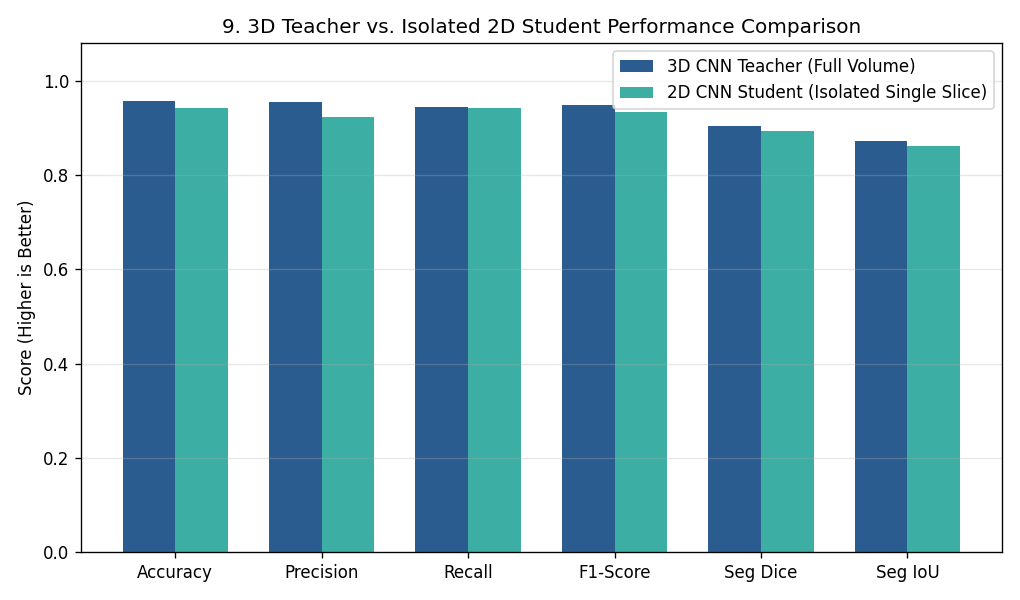 9. 3D Teacher vs. Isolated 2D Student Performance Comparison
3D CNN Teacher (Full Volume)
2D CNN Student (Isolated Single Slice)
Score (Higher is Better)
1.0
0.8
0.6
0.4
0.2
0.0
Accuracy
Precision
Recall
F1-Score
Seg Dice
Seg IoU